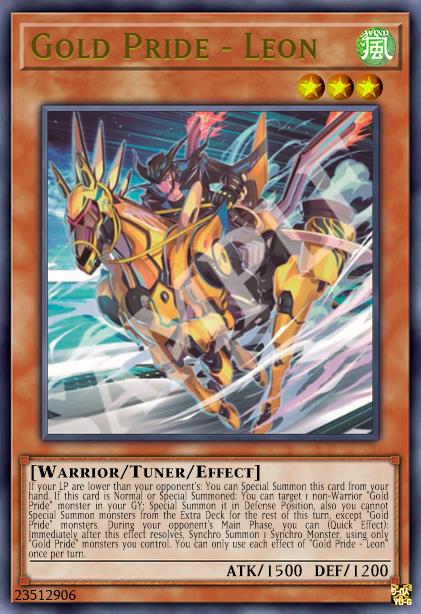 GOLD PRIDE - LEON
WIND
風
SAMPLE
[WARRIOR/TUNER/EFFECT]
If your LP are lower than your opponent's: You can Special Summon this card from your
hand. If this card is Normal or Special Summoned: You can target 1 non-Warrior "Gold
Pride" monster in your GY; Special Summon it in Defense Position, also you cannot
Special Summon monsters from the Extra Deck for the rest of this turn, except "Gold
Pride" monsters. During your opponent's Main Phase, you can (Quick Effect):
Immediately after this effect resolves, Synchro Summon 1 Synchro Monster, using only
"Gold Pride" monsters you control. You can only use each effect of "Gold Pride - Leon"
once per turn.
ATK/1500 DEF/1200
23512906